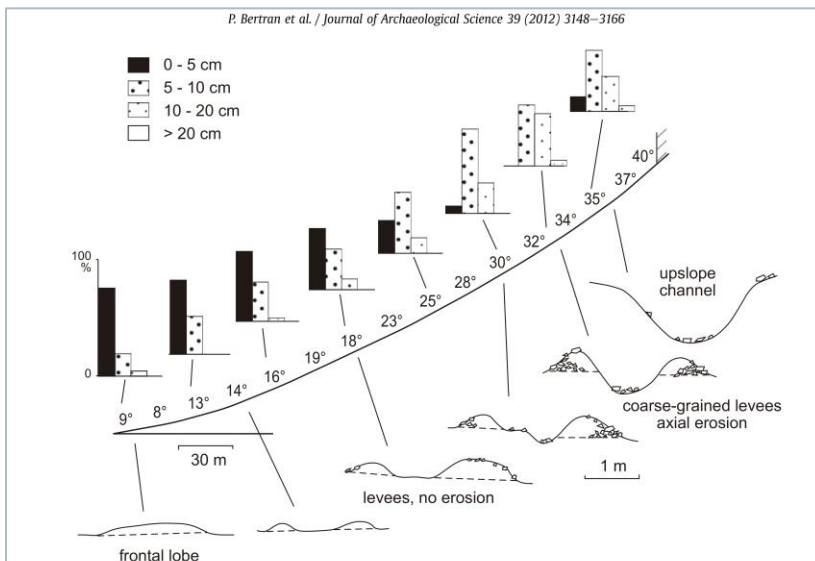 P. Bertran et al. / Journal of Archaeological Science 39 (2012) 3148–3166
0 - 5 cm
5 - 10 cm
10 - 20 cm
> 20 cm
100
%
0
9°
8°
13°
14°
16°
19°
18°
23°
25°
28°
30°
32°
34°
35°
37°
40°
30 m
upslope
channel
coarse-grained levees
axial erosion
1 m
levees, no erosion
frontal lobe